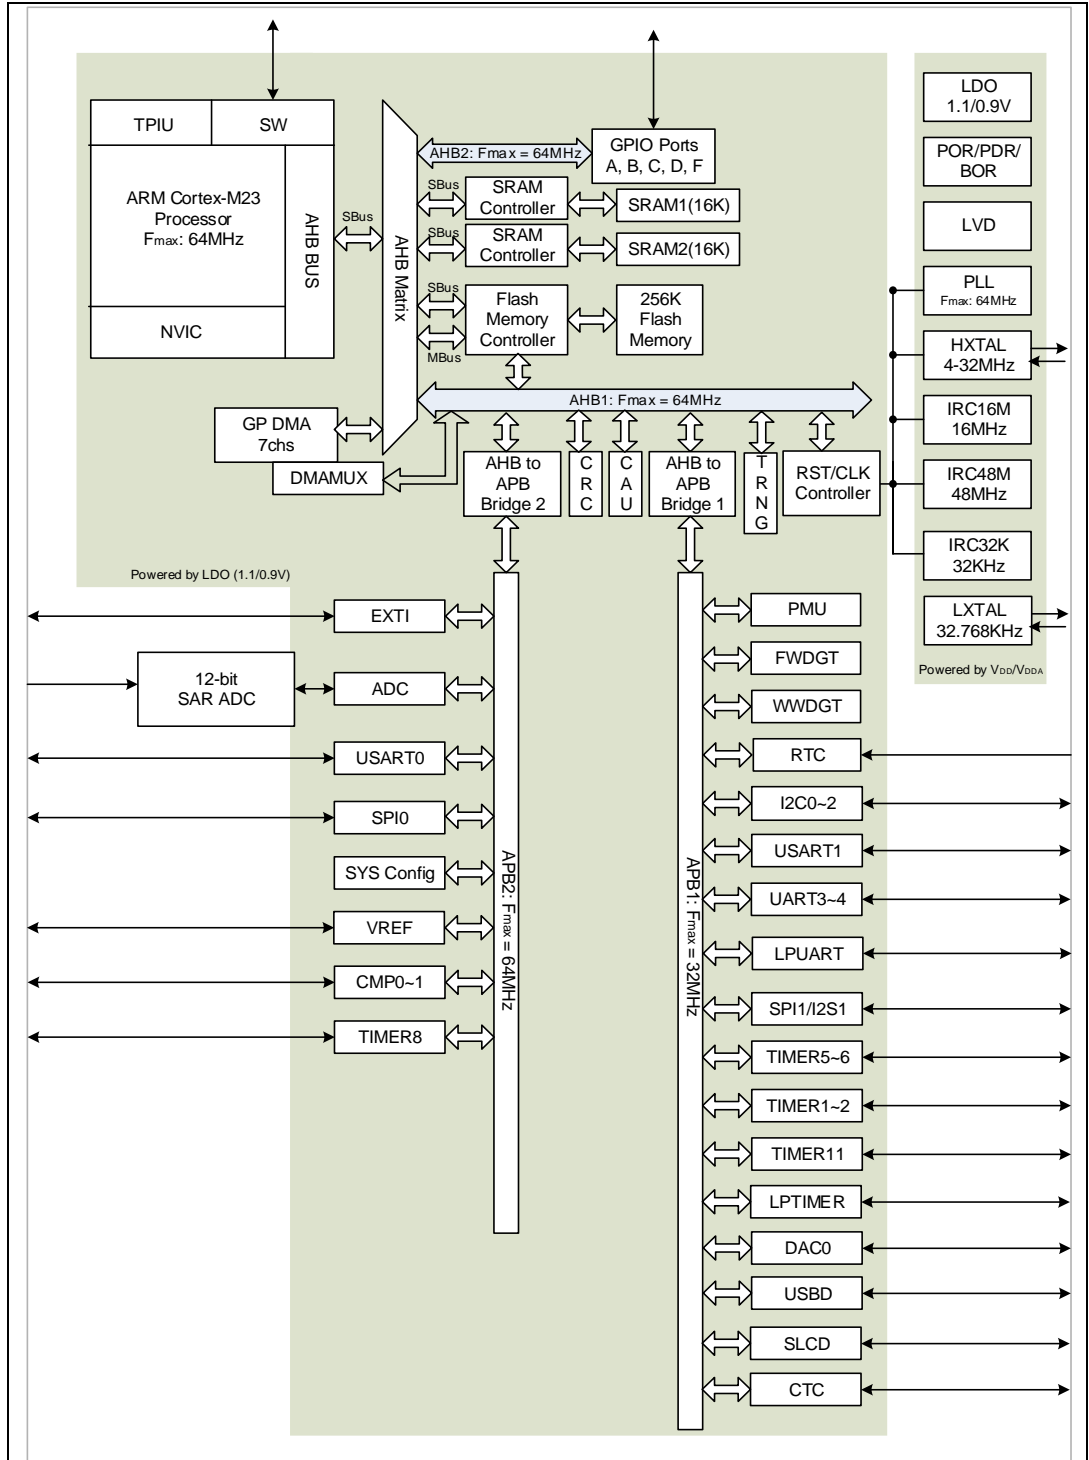 TPIU
SW
ARM Cortex-M23
Processor
Fmax: 64MHz
NVIC
AHB BUS
SBus
AHB Matrix
AHB2: Fmax = 64MHz
GPIO Ports
A, B, C, D, F
SBus
SRAM
Controller
SRAM1(16K)
SBus
SRAM
Controller
SRAM2(16K)
SBus
MBus
Flash
Memory
Controller
256K
Flash
Memory
AHB1: Fmax = 64MHz
GP DMA
7chs
DMAMUX
AHB to
APB
Bridge 2
CRC
CAU
AHB to
APB
Bridge 1
TRNG
RST/CLK
Controller
LDO
1.1/0.9V
POR/PDR/
BOR
LVD
PLL
Fmax: 64MHz
HXTAL
4-32MHz
IRC16M
16MHz
IRC48M
48MHz
IRC32K
32KHz
LXTAL
32.768KHz
Powered by VDD/VDDA
Powered by LDO (1.1/0.9V)
EXTI
12-bit
SAR ADC
ADC
USART0
SPI0
SYS Config
VREF
CMP0~1
TIMER8
APB2: Fmax = 64MHz
APB1: Fmax = 32MHz
PMU
FWDGT
WWDGT
RTC
I2C0~2
USART1
UART3~4
LPUART
SPI1/I2S1
TIMER5~6
TIMER1~2
TIMER11
LPTIMER
DAC0
USBD
SLCD
CTC